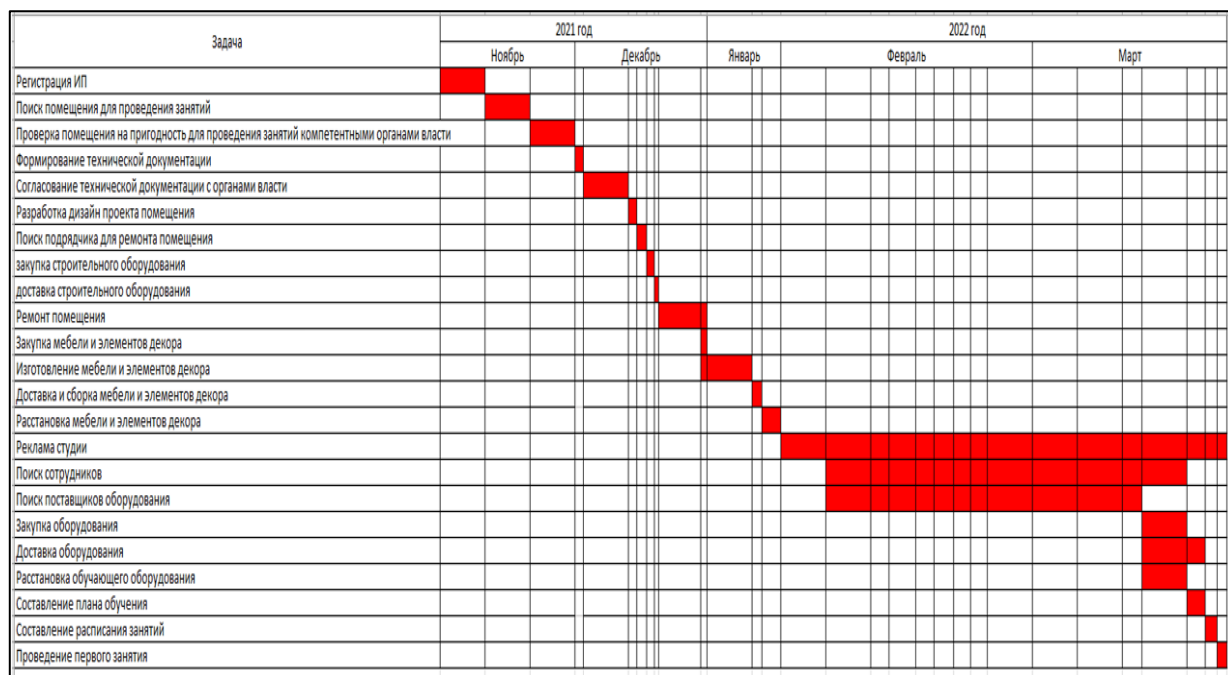 Задача
2021 год
2022 год
Ноябрь
Декабрь
Январь
Февраль
Март
Регистрация ИП
Поиск помещения для проведения занятий
Проверка помещения на пригодность для проведения занятий компетентными органами власти
Формирование технической документации
Согласование технической документации с органами власти
Разработка дизайн проекта помещения
Поиск подрядчика для ремонта помещения
закупка строительного оборудования
доставка строительного оборудования
Ремонт помещения
Закупка мебели и элементов декора
Изготовление мебели и элементов декора
Доставка и сборка мебели и элементов декора
Расстановка мебели и элементов декора
Реклама студии
Поиск сотрудников
Поиск поставщиков оборудования
Закупка оборудования
Доставка оборудования
Расстановка обучающего оборудования
Составление плана обучения
Составление расписания занятий
Проведение первого занятия